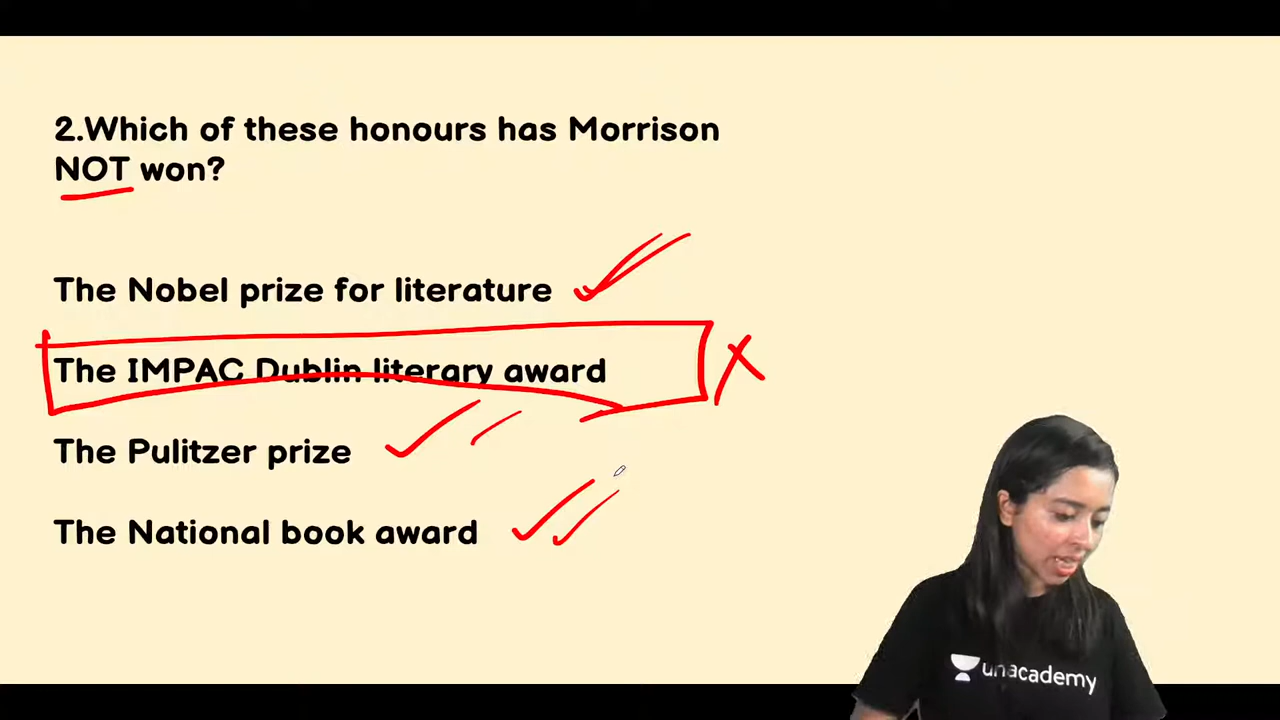 2.Which of these honours has Morrison
NOT won?
The Nobel prize for literature
The IMPAC Dublin literary award
The Pulitzer prize
The National book award
unacademy